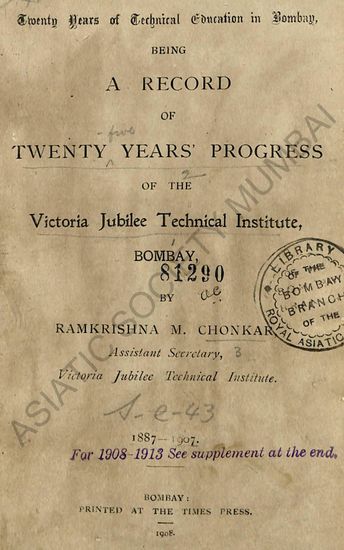 Twenty Years of Technical Education in Bombay,
BEING
A RECORD
OF
-five
TWENTY YEARS' PROGRESS
OF THE
Victoria Jubilee Technical Institute,
BOMBAY,
81290
BY
RAMKRISHNA M. CHONKAR
Assistant Secretary,
Victoria Jubilee Technical Institute.
S-e-43
1887—1907.
For 1908-1913 See supplement at the end.
BOMBAY:
PRINTED AT THE TIMES PRESS.
1908.
LIBRARY
OF THE
BOMBAY
BRANCH
OF THE
ROYAL ASIATIC
ASIATIC SOCIETY MUMBAI